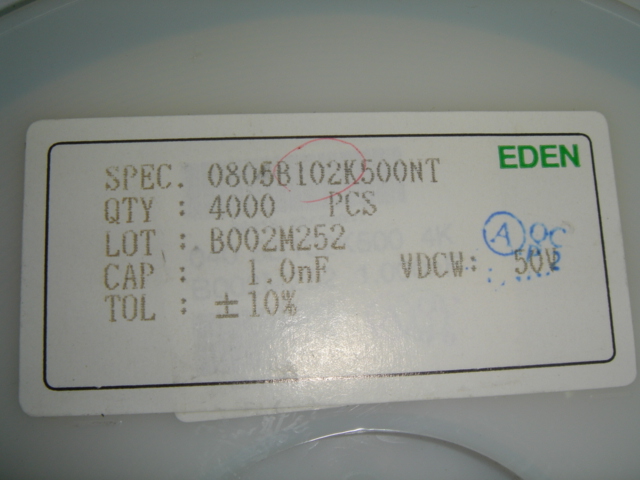 EDEN
SPEC. 0805B102K500NT
QTY : 4000 PCS
LOT : B002M252
CAP : 1.0nF VDCW: 50V
TOL : ±10%
A QC